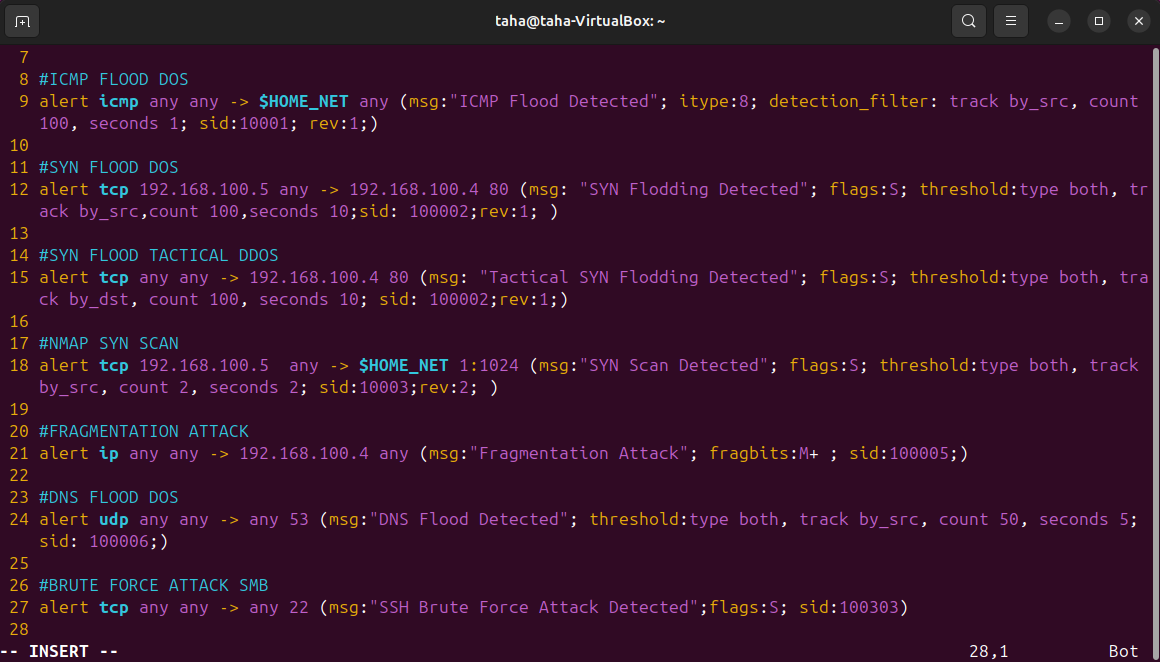 taha@taha-VirtualBox: ~
7
8 #ICMP FLOOD DOS
9 alert icmp any any -> $HOME_NET any (msg:"ICMP Flood Detected"; itype:8; detection_filter: track by_src, count
100, seconds 1; sid:10001; rev:1;)
10
11 #SYN FLOOD DOS
12 alert tcp 192.168.100.5 any -> 192.168.100.4 80 (msg: "SYN Flodding Detected"; flags:S; threshold:type both, tr
ack by_src,count 100,seconds 10;sid: 100002;rev:1; )
13
14 #SYN FLOOD TACTICAL DDOS
15 alert tcp any any -> 192.168.100.4 80 (msg: "Tactical SYN Flodding Detected"; flags:S; threshold:type both, tra
ck by_dst, count 100, seconds 10; sid: 100002;rev:1;)
16
17 #NMAP SYN SCAN
18 alert tcp 192.168.100.5  any -> $HOME_NET 1:1024 (msg:"SYN Scan Detected"; flags:S; threshold:type both, track
by_src, count 2, seconds 2; sid:10003;rev:2; )
19
20 #FRAGMENTATION ATTACK
21 alert ip any any -> 192.168.100.4 any (msg:"Fragmentation Attack"; fragbits:M+ ; sid:100005;)
22
23 #DNS FLOOD DOS
24 alert udp any any -> any 53 (msg:"DNS Flood Detected"; threshold:type both, track by_src, count 50, seconds 5;
sid: 100006;)
25
26 #BRUTE FORCE ATTACK SMB
27 alert tcp any any -> any 22 (msg:"SSH Brute Force Attack Detected";flags:S; sid:100303)
28
-- INSERT -- 28,1 Bot